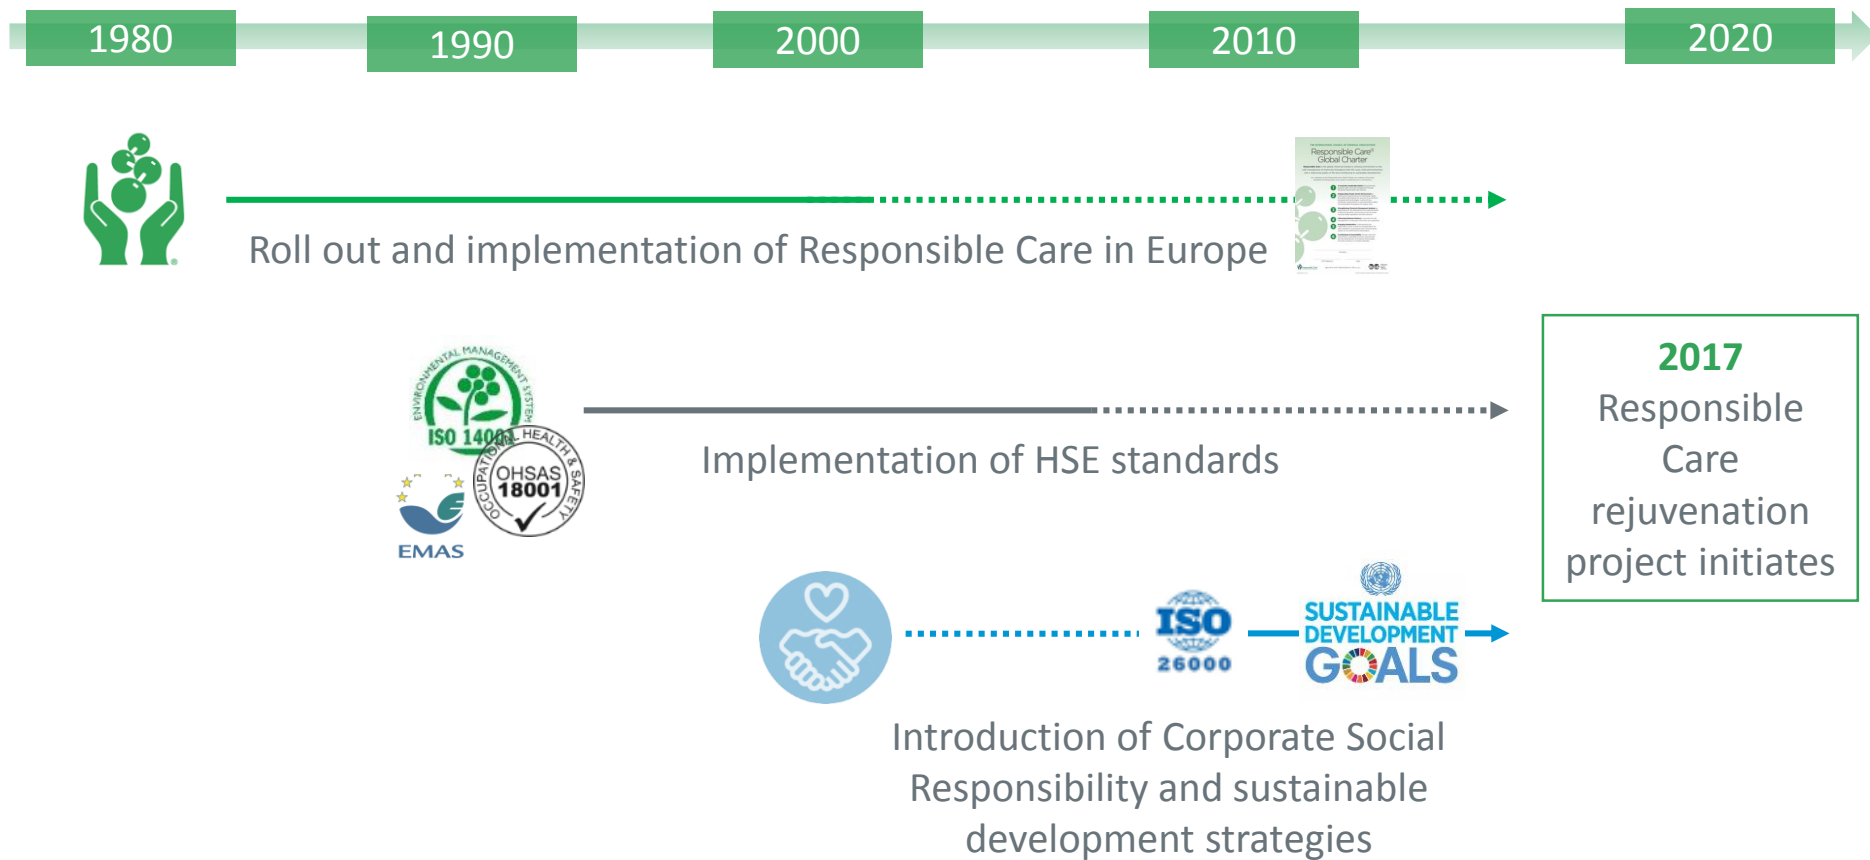 1980
1990
2000
2010
2020
Responsible Care®
Global Charter
Roll out and implementation of Responsible Care in Europe
ENVIRONMENTAL MANAGEMENT SYSTEM
ISO 14001
OCCUPATIONAL HEALTH & SAFETY
OHSAS
18001
EMAS
Implementation of HSE standards
2017
Responsible
Care
rejuvenation
project initiates
ISO
26000
SUSTAINABLE
DEVELOPMENT
GOALS
Introduction of Corporate Social
Responsibility and sustainable
development strategies